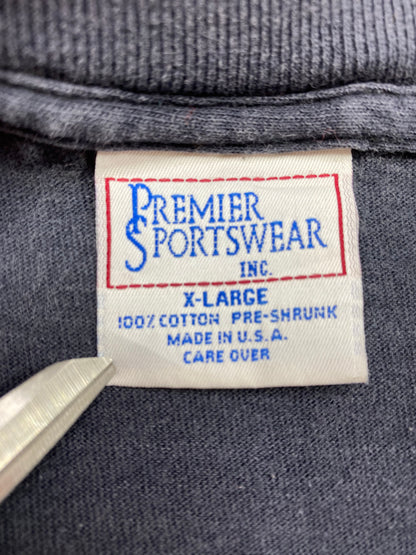 PREMIER
SPORTSWEAR
INC.
X-LARGE
100% COTTON PRE-SHRUNK
MADE IN U.S.A.
CARE OVER